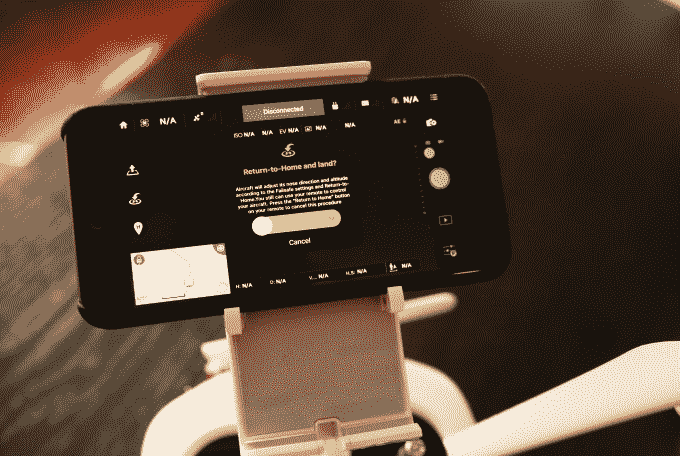 Disconnected
N/A
N/A
ISO N/A N/A EV N/A N/A N/A
AE
Return-to-Home and land?
Aircraft will adjust its nose direction and altitude
according to the Failsafe settings and Return-to-
Home.You still can use your remote to control
your aircraft. Press the "Return to Home" button
on your remote to cancel this procedure
Cancel
H: N/A D: N/A V.... N/A H.S: N/A N/A